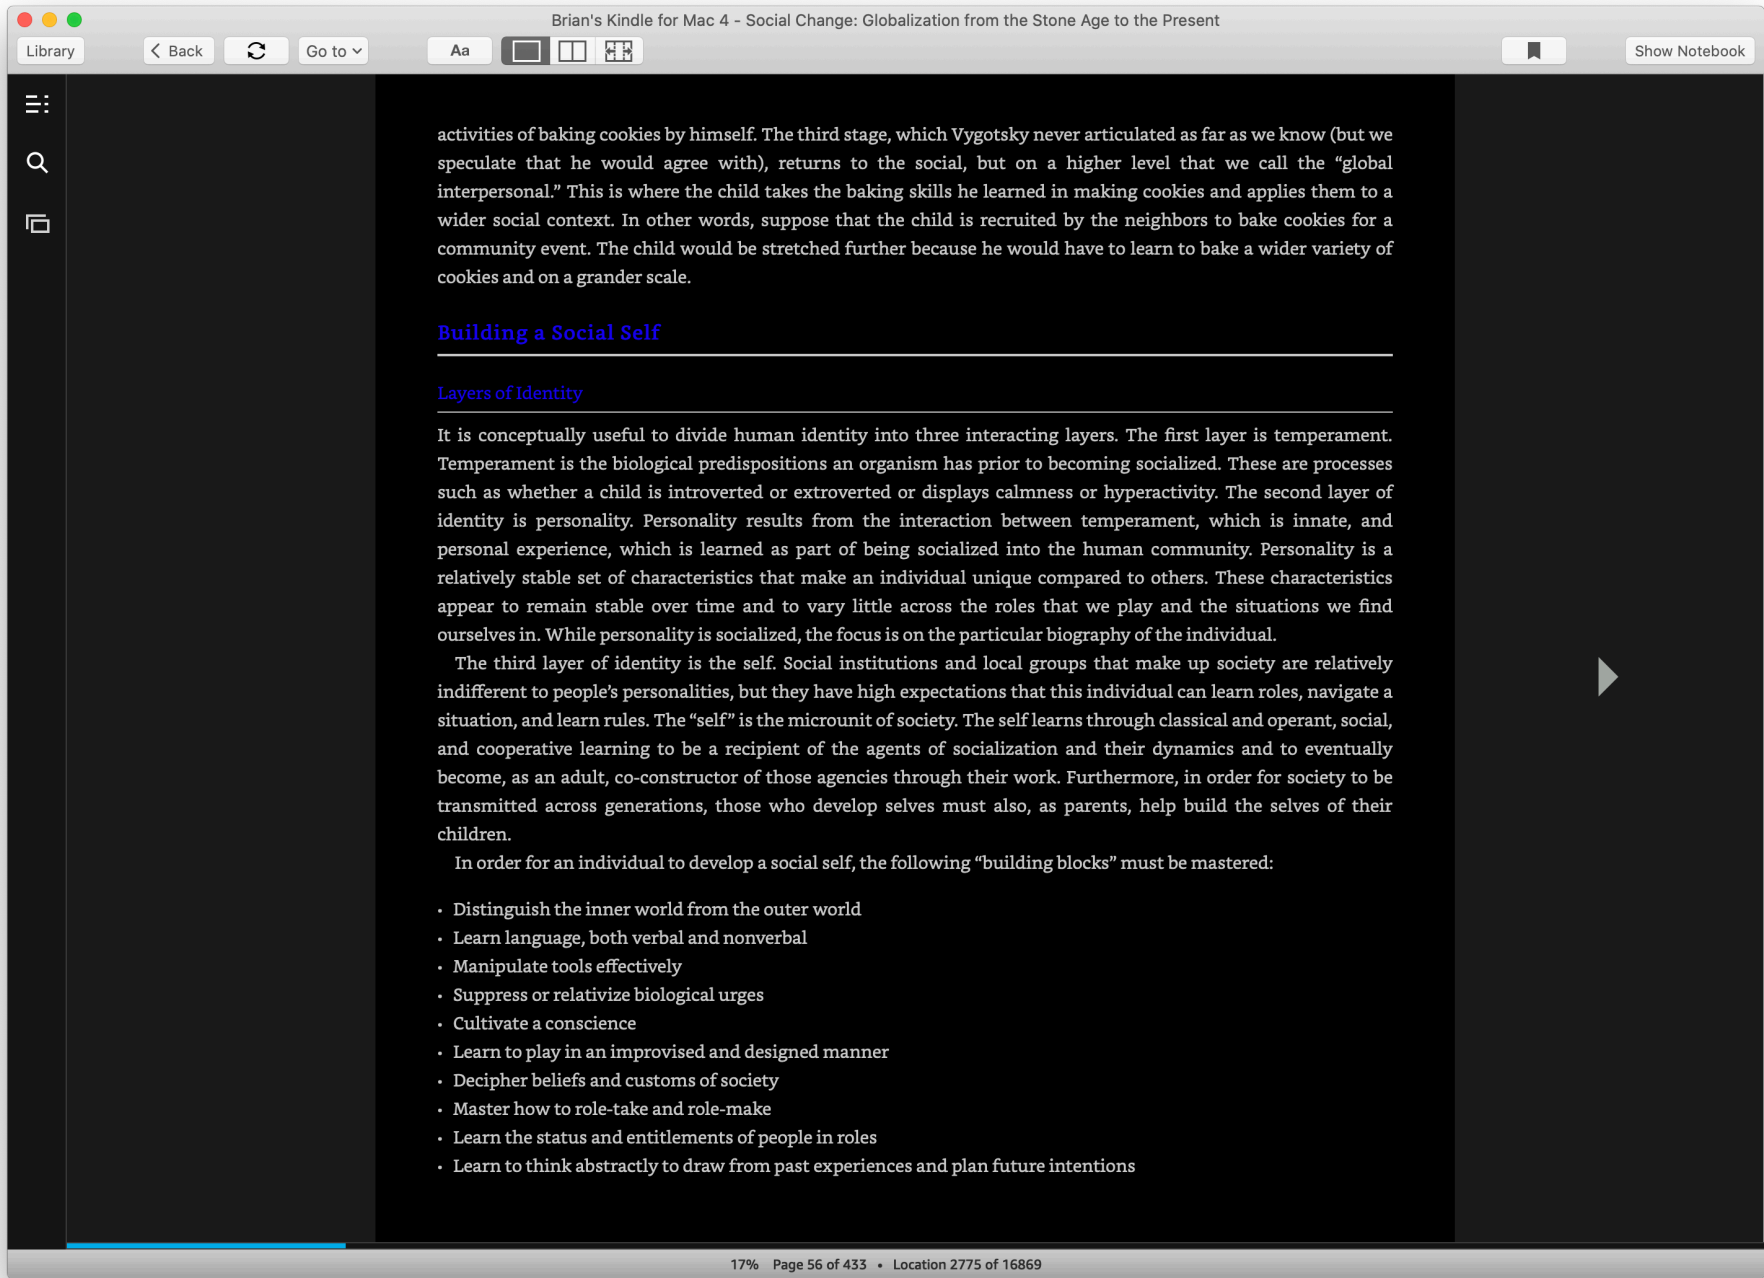 Brian's Kindle for Mac 4 - Social Change: Globalization from the Stone Age to the Present
Library
Back
Go to
Aa
Show Notebook
activities of baking cookies by himself. The third stage, which Vygotsky never articulated as far as we know (but we
speculate that he would agree with), returns to the social, but on a higher level that we call the “global
interpersonal.” This is where the child takes the baking skills he learned in making cookies and applies them to a
wider social context. In other words, suppose that the child is recruited by the neighbors to bake cookies for a
community event. The child would be stretched further because he would have to learn to bake a wider variety of
cookies and on a grander scale.
Building a Social Self
Layers of Identity
It is conceptually useful to divide human identity into three interacting layers. The first layer is temperament.
Temperament is the biological predispositions an organism has prior to becoming socialized. These are processes
such as whether a child is introverted or extroverted or displays calmness or hyperactivity. The second layer of
identity is personality. Personality results from the interaction between temperament, which is innate, and
personal experience, which is learned as part of being socialized into the human community. Personality is a
relatively stable set of characteristics that make an individual unique compared to others. These characteristics
appear to remain stable over time and to vary little across the roles that we play and the situations we find
ourselves in. While personality is socialized, the focus is on the particular biography of the individual.
The third layer of identity is the self. Social institutions and local groups that make up society are relatively
indifferent to people’s personalities, but they have high expectations that this individual can learn roles, navigate a
situation, and learn rules. The “self” is the microunit of society. The self learns through classical and operant, social,
and cooperative learning to be a recipient of the agents of socialization and their dynamics and to eventually
become, as an adult, co-constructor of those agencies through their work. Furthermore, in order for society to be
transmitted across generations, those who develop selves must also, as parents, help build the selves of their
children.
In order for an individual to develop a social self, the following “building blocks” must be mastered:
• Distinguish the inner world from the outer world
• Learn language, both verbal and nonverbal
• Manipulate tools effectively
• Suppress or relativize biological urges
• Cultivate a conscience
• Learn to play in an improvised and designed manner
• Decipher beliefs and customs of society
• Master how to role-take and role-make
• Learn the status and entitlements of people in roles
• Learn to think abstractly to draw from past experiences and plan future intentions
17% Page 56 of 433 • Location 2775 of 16869